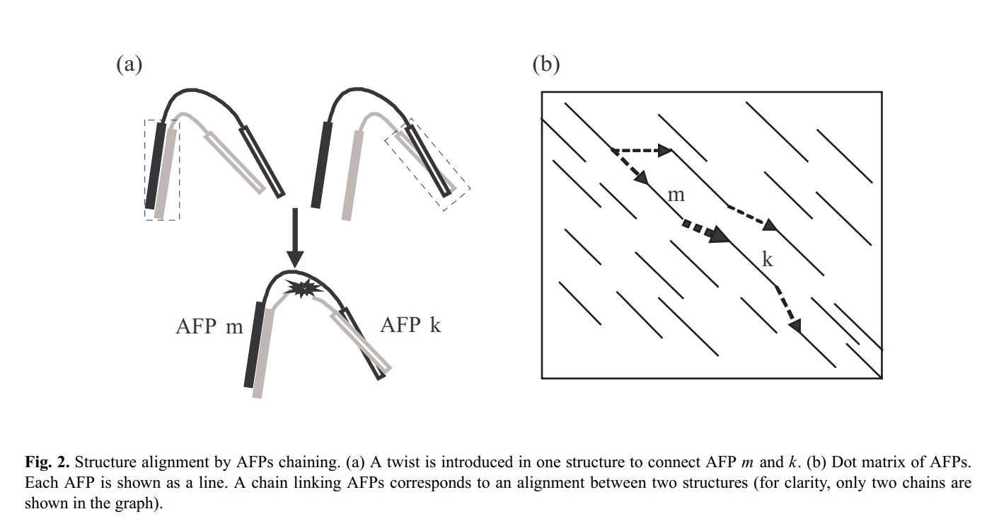 (a)
(b)
m
k
AFP m
AFP k
Fig. 2. Structure alignment by AFPs chaining. (a) A twist is introduced in one structure to connect AFP m and k. (b) Dot matrix of AFPs.
Each AFP is shown as a line. A chain linking AFPs corresponds to an alignment between two structures (for clarity, only two chains are
shown in the graph).